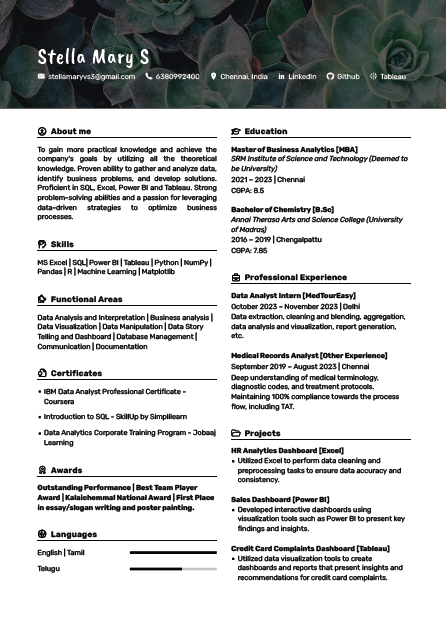 Stella Mary S
stellamaryvs3@gmail.com 6380992400 Chennai, India LinkedIn Github Tableau
About me
To gain more practical knowledge and achieve the
company's goals by utilizing all the theoretical
knowledge. Proven ability to gather and analyze data,
identify business problems, and develop solutions.
Proficient in SQL, Excel, Power BI and Tableau. Strong
problem-solving abilities and a passion for leveraging
data-driven strategies to optimize business
processes.
Skills
MS Excel | SQL| Power BI | Tableau | Python | NumPy |
Pandas | R | Machine Learning | Matplotlib
Functional Areas
Data Analysis and Interpretation | Business analysis |
Data Visualization | Data Manipulation | Data Story
Telling and Dashboard | Database Management |
Communication | Documentation
Certificates
• IBM Data Analyst Professional Certificate -
Coursera
• Introduction to SQL - SkillUp by Simplilearn
• Data Analytics Corporate Training Program - Jobaaj
Learning
Awards
Outstanding Performance | Best Team Player
Award | Kalaichemmal National Award | First Place
in essay/slogan writing and poster painting.
Languages
English | Tamil
Telugu
Education
Master of Business Analytics [MBA]
SRM Institute of Science and Technology (Deemed to
be University)
2021 – 2023 | Chennai
CGPA: 8.5
Bachelor of Chemistry [B.Sc]
Annai Therasa Arts and Science College (University
of Madras)
2016 – 2019 | Chengalpattu
CGPA: 7.85
Professional Experience
Data Analyst Intern [MedTourEasy]
October 2023 – November 2023 | Delhi
Data extraction, cleaning and blending, aggregation,
data analysis and visualization, report generation,
etc.
Medical Records Analyst [Other Experience]
September 2019 – August 2023 | Chennai
Deep understanding of medical terminology,
diagnostic codes, and treatment protocols.
Maintaining 100% compliance towards the process
flow, including TAT.
Projects
HR Analytics Dashboard [Excel]
• Utilized Excel to perform data cleaning and
preprocessing tasks to ensure data accuracy and
consistency.
Sales Dashboard [Power BI]
• Developed interactive dashboards using
visualization tools such as Power BI to present key
findings and insights.
Credit Card Complaints Dashboard [Tableau]
• Utilized data visualization tools to create
dashboards and reports that present insights and
recommendations for credit card complaints.